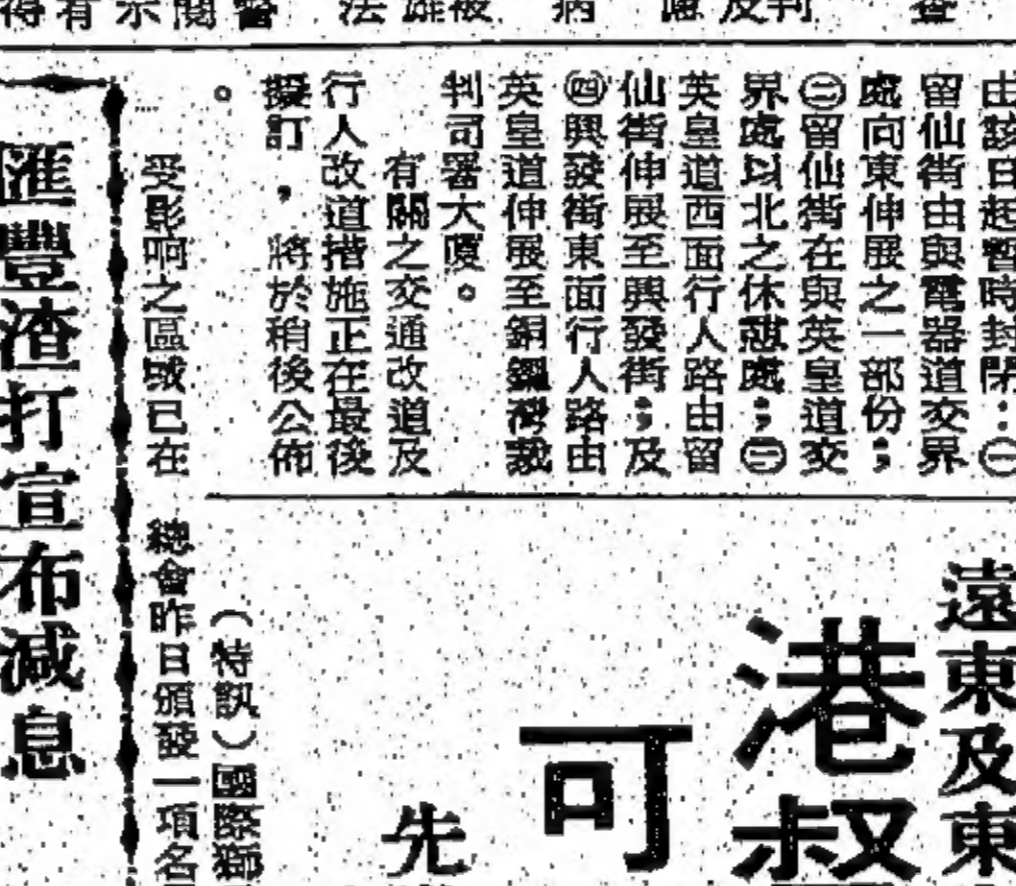 由該日起暫時封閉：㊀
留仙街由與電器道交界
處向東伸展之一部份；
㊁留仙街在與英皇道交
界處以北之休憩處；㊂
英皇道西面行人路由留
仙街伸展至興發街；及
㊃興發街東面行人路由
英皇道伸展至銅鑼灣裁
判司署大廈。
有關之交通改道及
行人改道措施正在最後
擬訂，將於稍後公佈
。
受影响之區域已在
遠東及東
港
可
先
（特訊）國際獅
總會昨日頒發一項名
匯豐渣打宣布減息